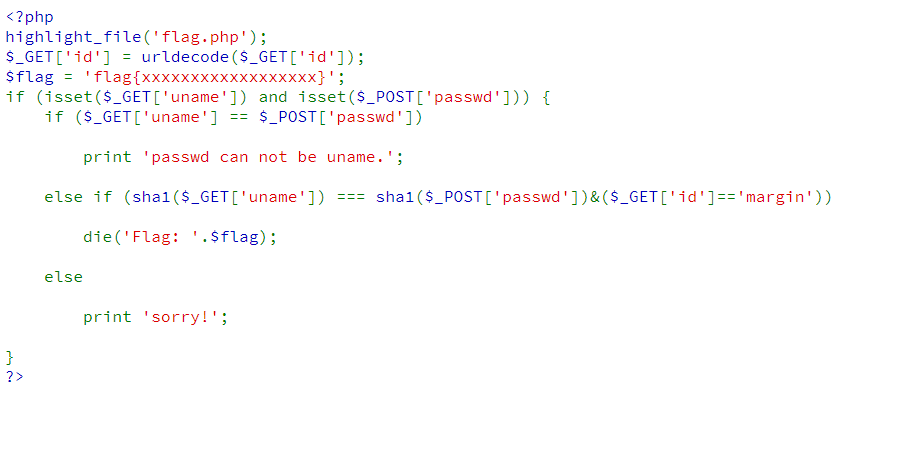 <?php
highlight_file('flag.php');
$_GET['id'] = urldecode($_GET['id']);
$flag = 'flag{xxxxxxxxxxxxxxxxxx}';
if (isset($_GET['uname']) and isset($_POST['passwd'])) {
    if ($_GET['uname'] == $_POST['passwd'])
        print 'passwd can not be uname.';
    else if (sha1($_GET['uname']) === sha1($_POST['passwd'])&($_GET['id']=='margin'))
        die('Flag: '.$flag);
    else
        print 'sorry!';
}
?>